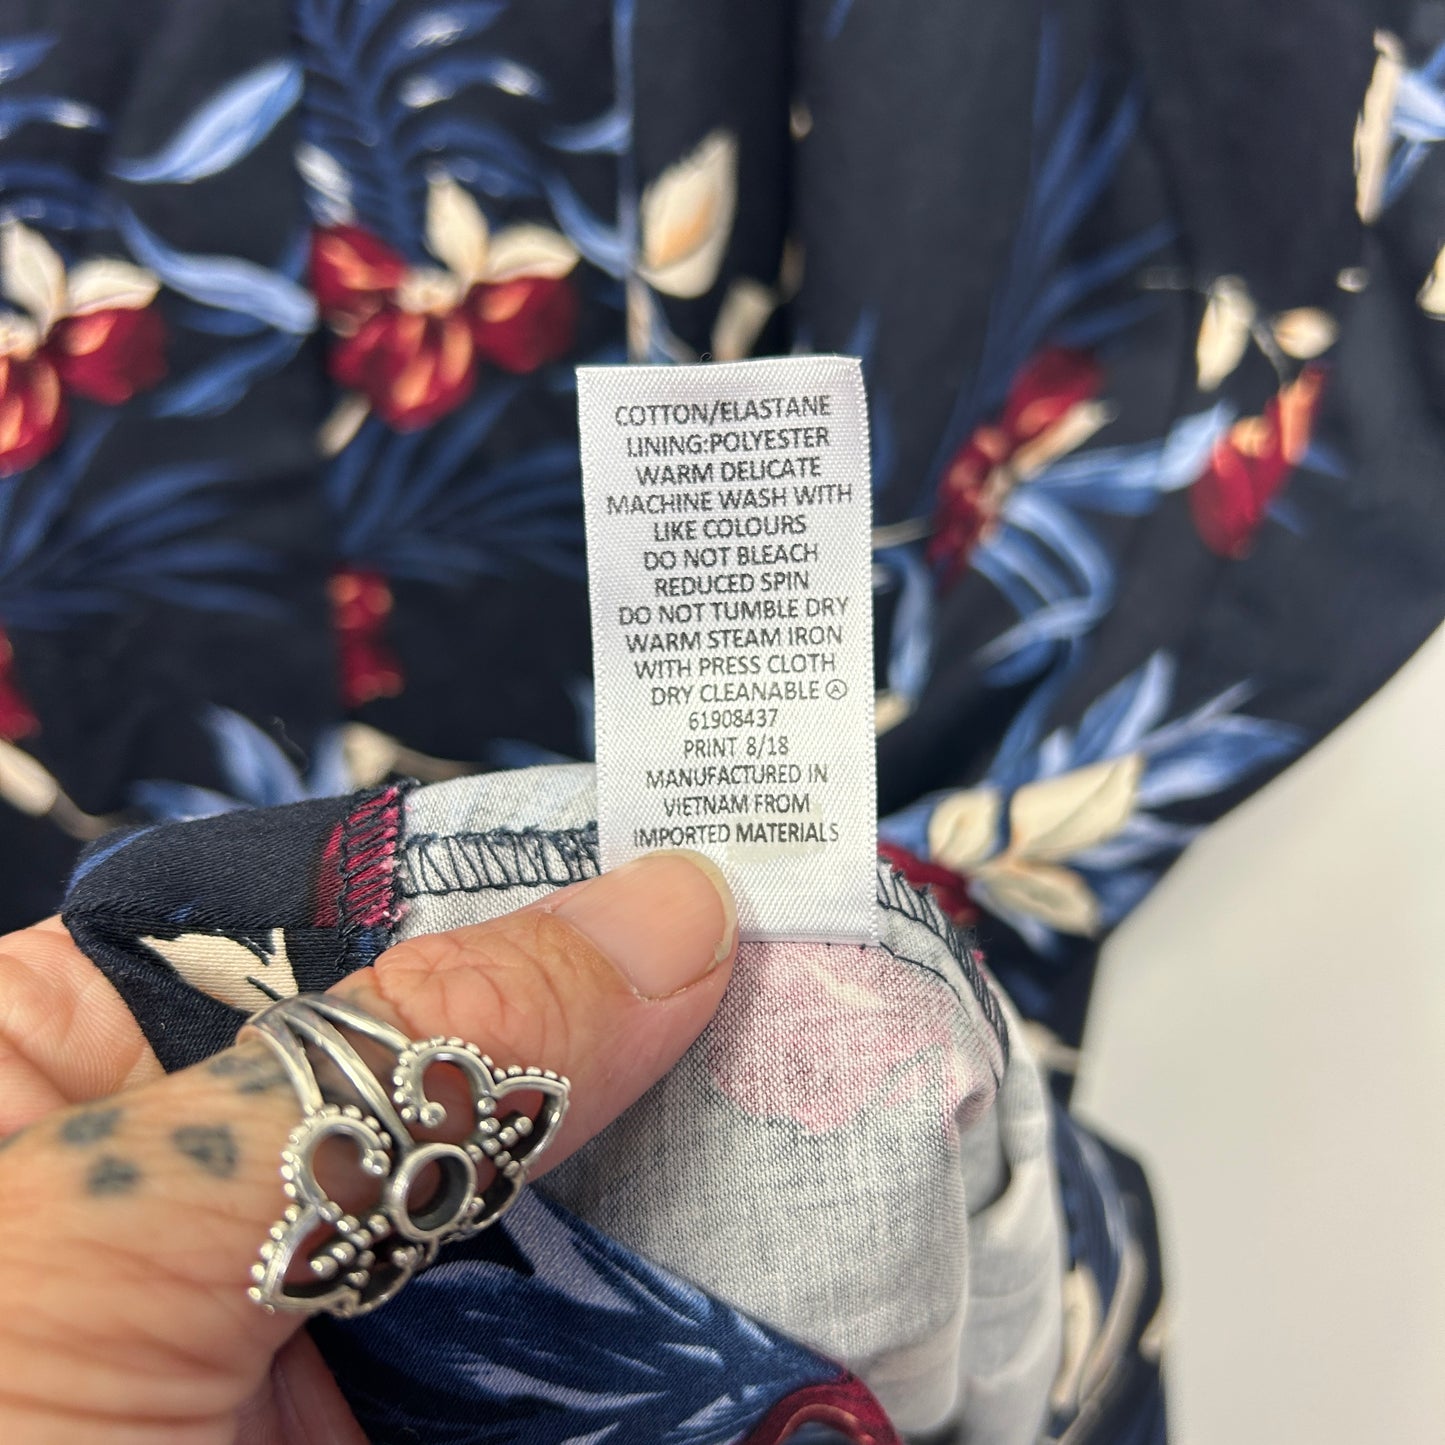 COTTON/ELASTANE
LINING:POLYESTER
WARM DELICATE
MACHINE WASH WITH
LIKE COLOURS
DO NOT BLEACH
REDUCED SPIN
DO NOT TUMBLE DRY
WARM STEAM IRON
WITH PRESS CLOTH
DRY CLEANABLE Ⓐ
61908437
PRINT 8/18
MANUFACTURED IN
VIETNAM FROM
IMPORTED MATERIALS